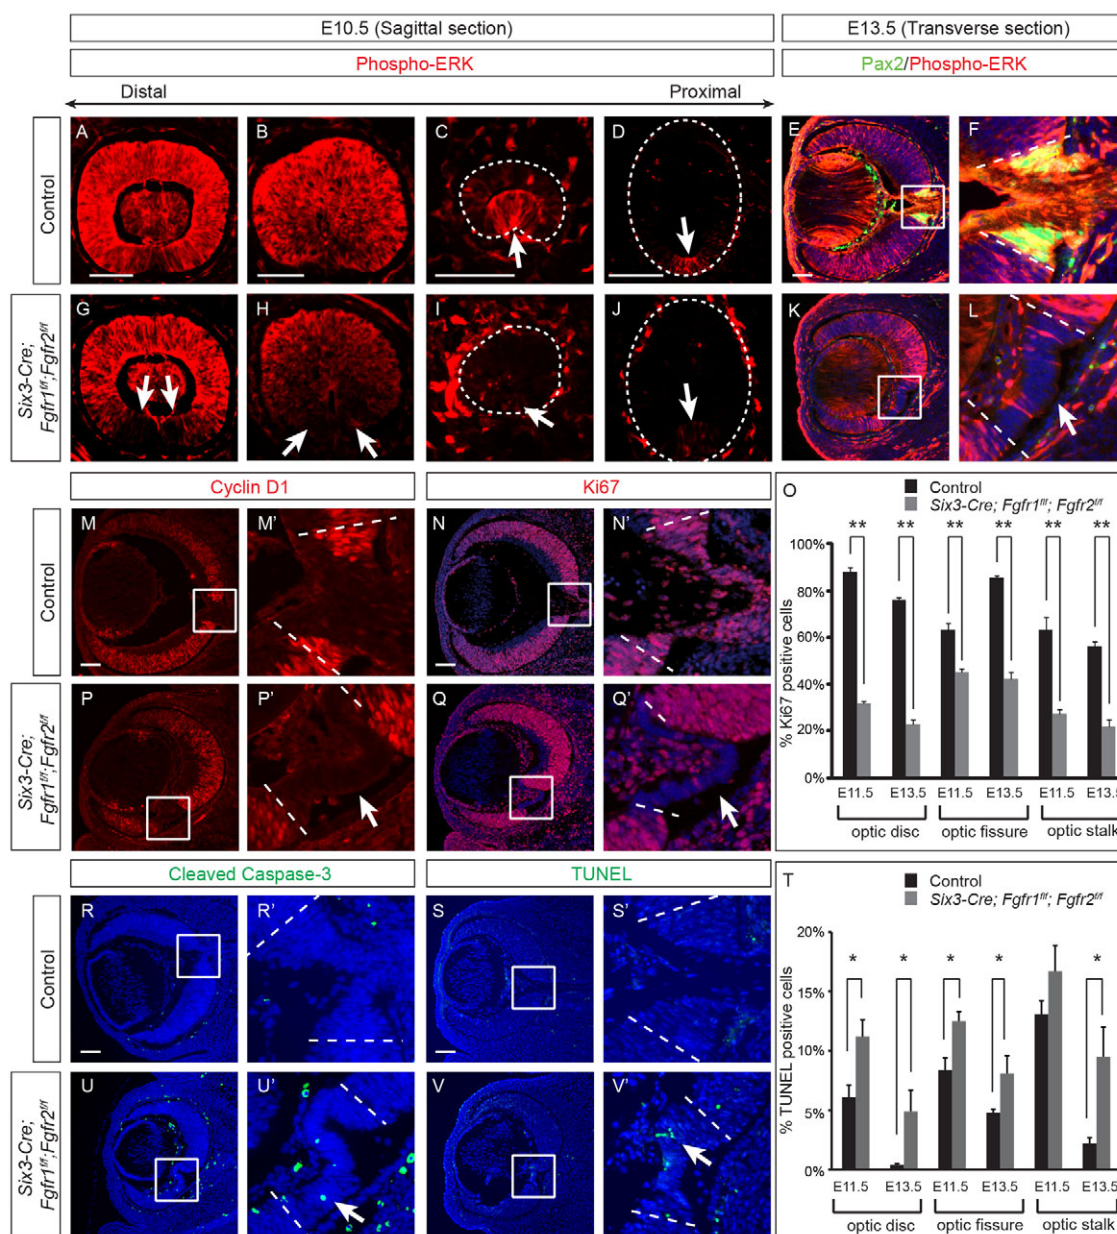 E10.5 (Sagittal section)
E13.5 (Transverse section)
Phospho-ERK
Pax2/Phospho-ERK
Distal
Proximal
Control
A
B
C
D
E
F
Six3-Cre;
Fgfr1f/f;Fgfr2f/f
G
H
I
J
K
L
Cyclin D1
Ki67
Control
M
M'
N
N'
Six3-Cre;
Fgfr1f/f;Fgfr2f/f
P
P'
Q
Q'
O
Control
Six3-Cre; Fgfr1f/f; Fgfr2f/f
** ** ** ** ** **
100%
80%
60%
40%
20%
0%
% Ki67 positive cells
E11.5 E13.5 E11.5 E13.5 E11.5 E13.5
optic disc optic fissure optic stalk
Cleaved Caspase-3
TUNEL
Control
R
R'
S
S'
Six3-Cre;
Fgfr1f/f;Fgfr2f/f
U
U'
V
V'
T
Control
Six3-Cre; Fgfr1f/f; Fgfr2f/f
* * * * *
20%
15%
10%
5%
0%
% TUNEL positive cells
E11.5 E13.5 E11.5 E13.5 E11.5 E13.5
optic disc optic fissure optic stalk